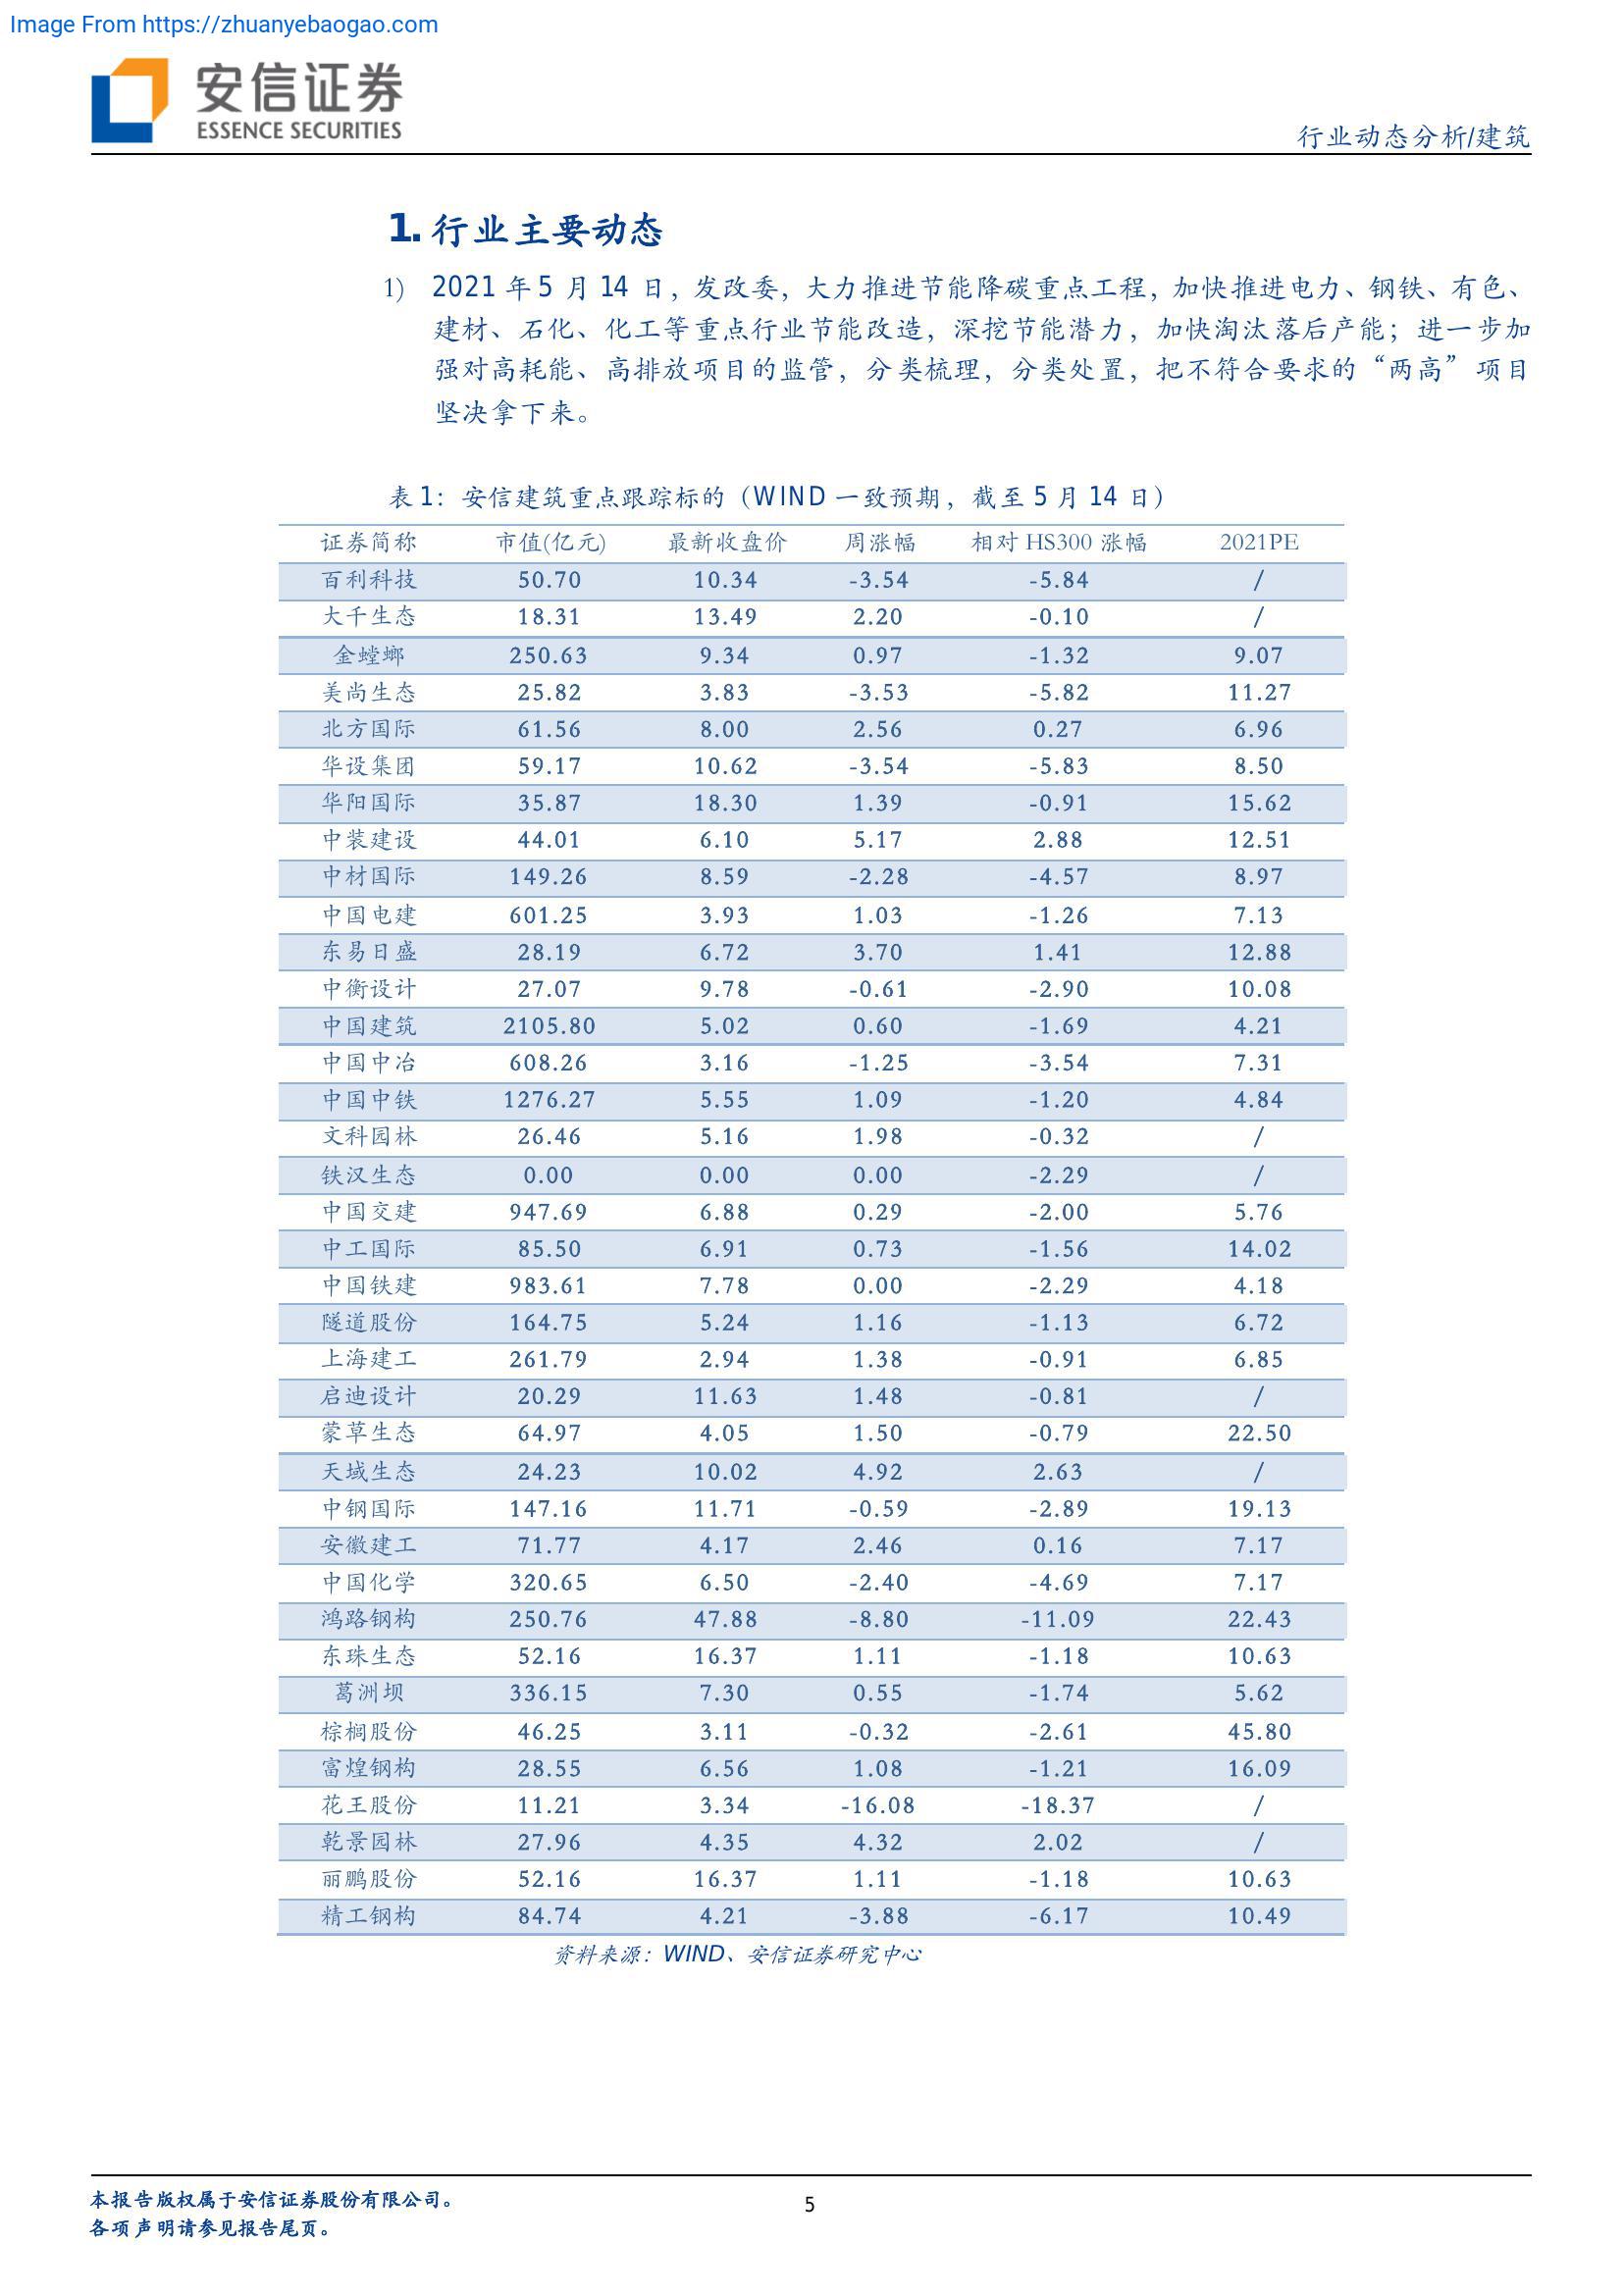 Image From https://zhuanyebaogao.com
安信证券
ESSENCE SECURITIES
行业动态分析/建筑
1. 行业主要动态
1) 2021 年 5 月 14 日，发改委，大力推进节能降碳重点工程，加快推进电力、钢铁、有色、
建材、石化、化工等重点行业节能改造，深挖节能潜力，加快淘汰落后产能；进一步加
强对高耗能、高排放项目的监管，分类梳理，分类处置，把不符合要求的“两高”项目
坚决拿下来。
表 1：安信建筑重点跟踪标的（WIND 一致预期，截至 5 月 14 日）
证券简称 市值(亿元) 最新收盘价 周涨幅 相对 HS300 涨幅 2021PE
百利科技 50.70 10.34 -3.54 -5.84 /
大千生态 18.31 13.49 2.20 -0.10 /
金螳螂 250.63 9.34 0.97 -1.32 9.07
美尚生态 25.82 3.83 -3.53 -5.82 11.27
北方国际 61.56 8.00 2.56 0.27 6.96
华设集团 59.17 10.62 -3.54 -5.83 8.50
华阳国际 35.87 18.30 1.39 -0.91 15.62
中装建设 44.01 6.10 5.17 2.88 12.51
中材国际 149.26 8.59 -2.28 -4.57 8.97
中国电建 601.25 3.93 1.03 -1.26 7.13
东易日盛 28.19 6.72 3.70 1.41 12.88
中衡设计 27.07 9.78 -0.61 -2.90 10.08
中国建筑 2105.80 5.02 0.60 -1.69 4.21
中国中冶 608.26 3.16 -1.25 -3.54 7.31
中国中铁 1276.27 5.55 1.09 -1.20 4.84
文科园林 26.46 5.16 1.98 -0.32 /
铁汉生态 0.00 0.00 0.00 -2.29 /
中国交建 947.69 6.88 0.29 -2.00 5.76
中工国际 85.50 6.91 0.73 -1.56 14.02
中国铁建 983.61 7.78 0.00 -2.29 4.18
隧道股份 164.75 5.24 1.16 -1.13 6.72
上海建工 261.79 2.94 1.38 -0.91 6.85
启迪设计 20.29 11.63 1.48 -0.81 /
蒙草生态 64.97 4.05 1.50 -0.79 22.50
天域生态 24.23 10.02 4.92 2.63 /
中钢国际 147.16 11.71 -0.59 -2.89 19.13
安徽建工 71.77 4.17 2.46 0.16 7.17
中国化学 320.65 6.50 -2.40 -4.69 7.17
鸿路钢构 250.76 47.88 -8.80 -11.09 22.43
东珠生态 52.16 16.37 1.11 -1.18 10.63
葛洲坝 336.15 7.30 0.55 -1.74 5.62
棕榈股份 46.25 3.11 -0.32 -2.61 45.80
富煌钢构 28.55 6.56 1.08 -1.21 16.09
花王股份 11.21 3.34 -16.08 -18.37 /
乾景园林 27.96 4.35 4.32 2.02 /
丽鹏股份 52.16 16.37 1.11 -1.18 10.63
精工钢构 84.74 4.21 -3.88 -6.17 10.49
资料来源：WIND、安信证券研究中心
本报告版权属于安信证券股份有限公司。
各项声明请参见报告尾页。
5